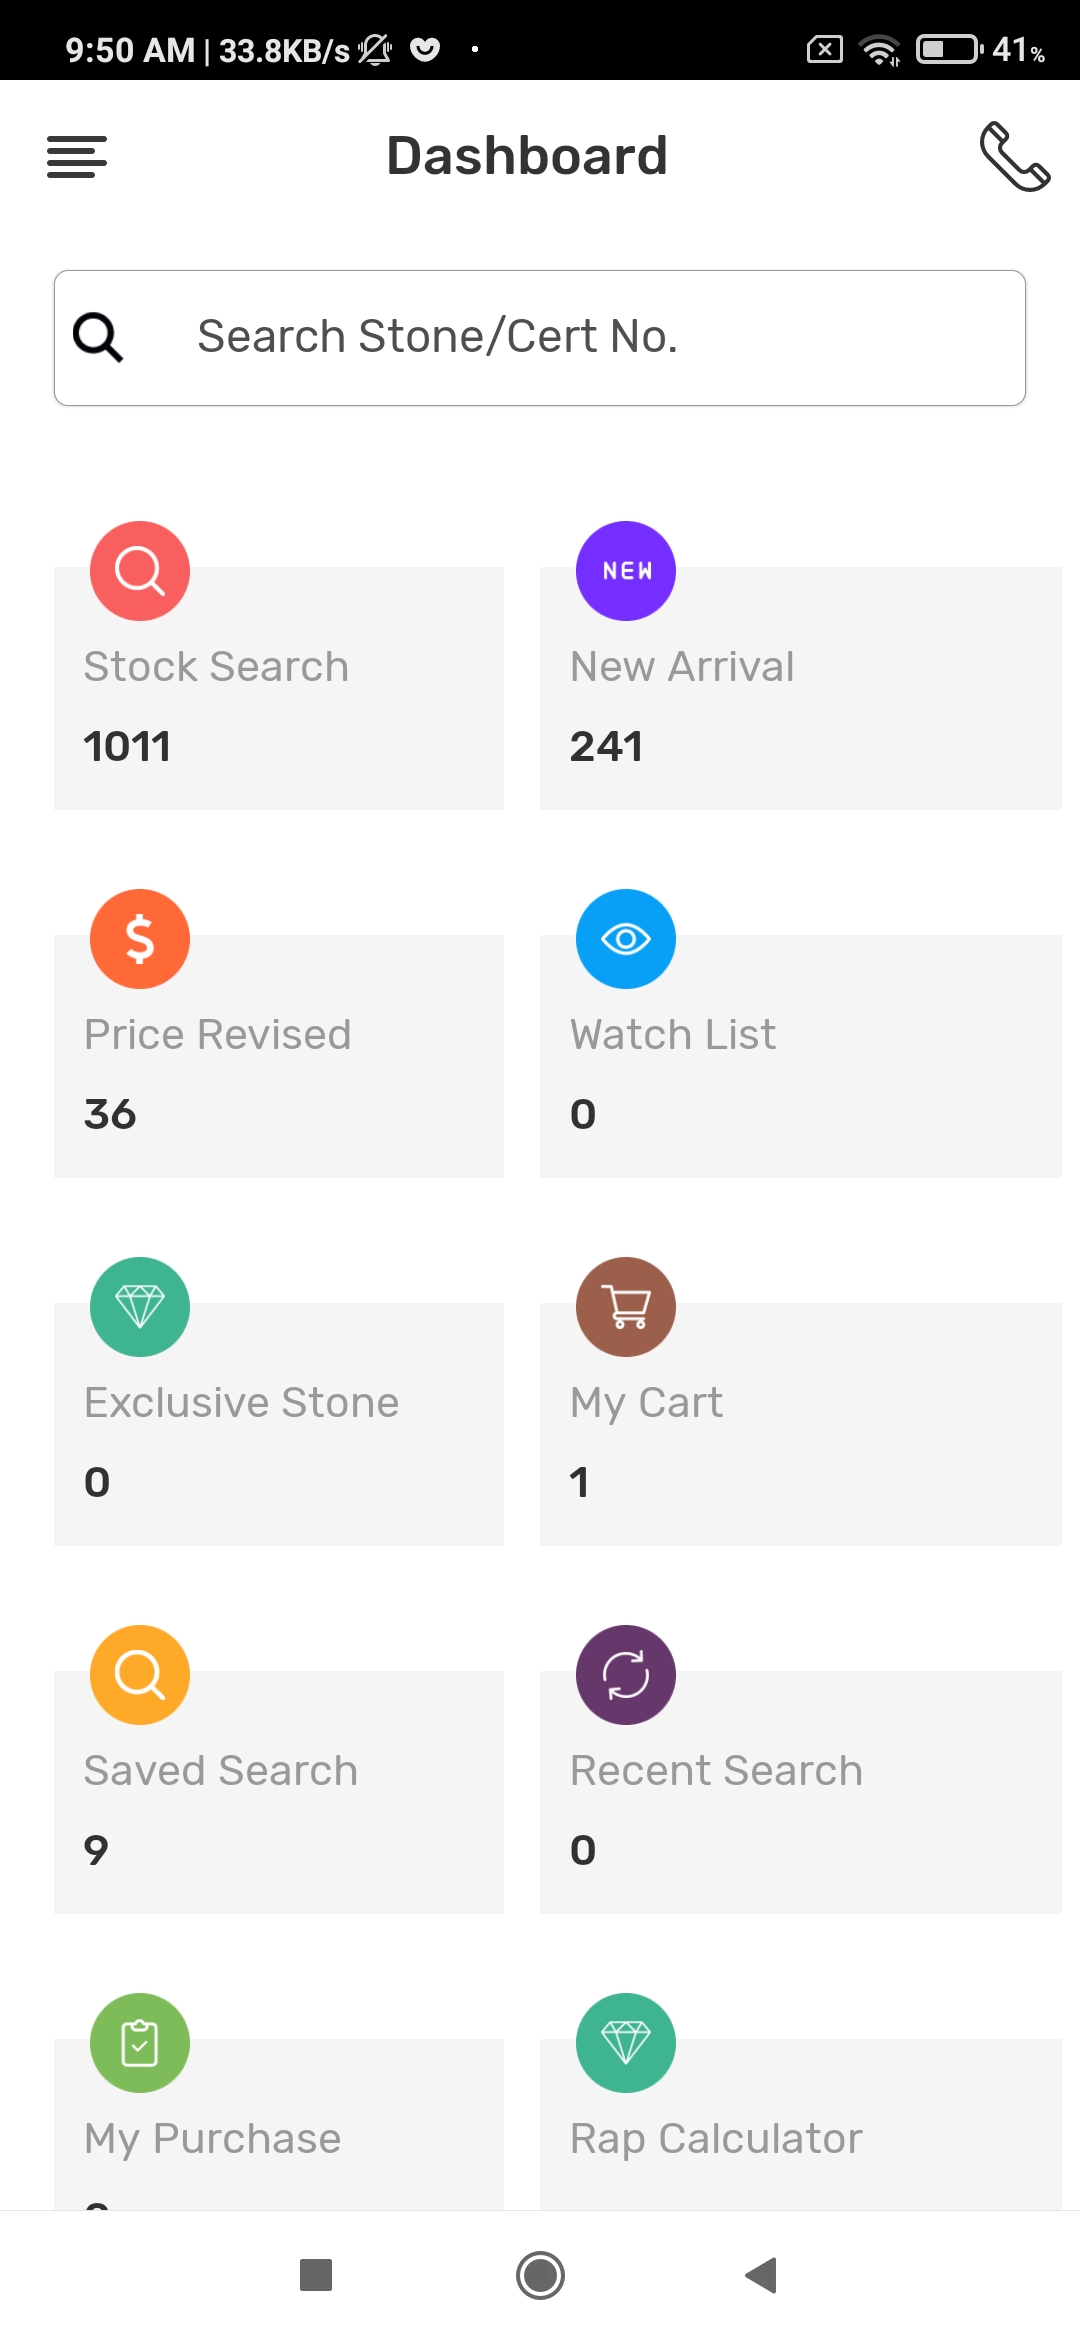 9:50 AM | 33.8KB/s
41%
Dashboard
Search Stone/Cert No.
NEW
Stock Search
New Arrival
1011
241
$
Price Revised
Watch List
36
0
Exclusive Stone
My Cart
0
1
Saved Search
Recent Search
9
0
My Purchase
Rap Calculator